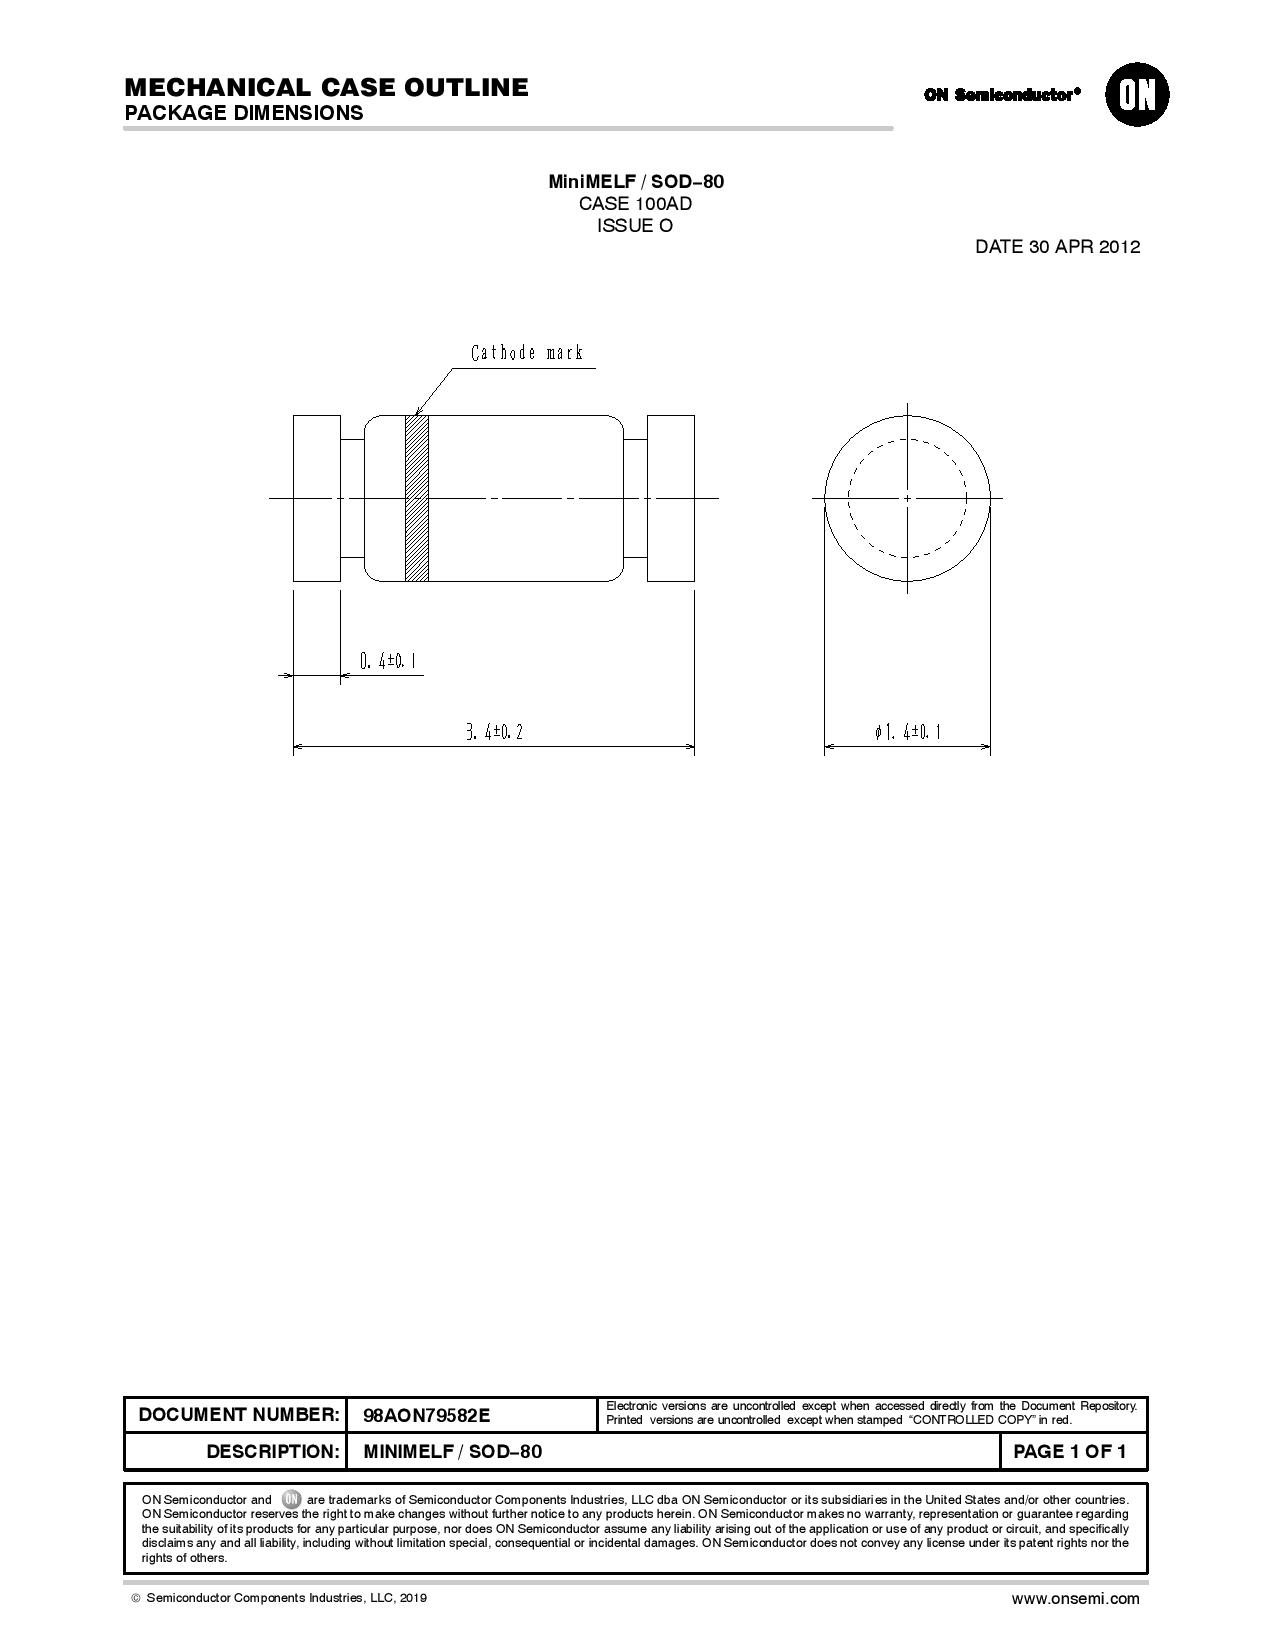 MECHANICAL CASE OUTLINE
PACKAGE DIMENSIONS
ON Semiconductor®
ON
MiniMELF / SOD−80
CASE 100AD
ISSUE O
DATE 30 APR 2012
Cathode mark
0.4±0.1
3.4±0.2
ϕ1.4±0.1
DOCUMENT NUMBER: 98AON79582E
Electronic versions are uncontrolled except when accessed directly from the Document Repository.
Printed versions are uncontrolled except when stamped “CONTROLLED COPY” in red.
DESCRIPTION: MINIMELF / SOD−80 PAGE 1 OF 1
ON Semiconductor and ON are trademarks of Semiconductor Components Industries, LLC dba ON Semiconductor or its subsidiaries in the United States and/or other countries.
ON Semiconductor reserves the right to make changes without further notice to any products herein. ON Semiconductor makes no warranty, representation or guarantee regarding
the suitability of its products for any particular purpose, nor does ON Semiconductor assume any liability arising out of the application or use of any product or circuit, and specifically
disclaims any and all liability, including without limitation special, consequential or incidental damages. ON Semiconductor does not convey any license under its patent rights nor the
rights of others.
© Semiconductor Components Industries, LLC, 2019
www.onsemi.com